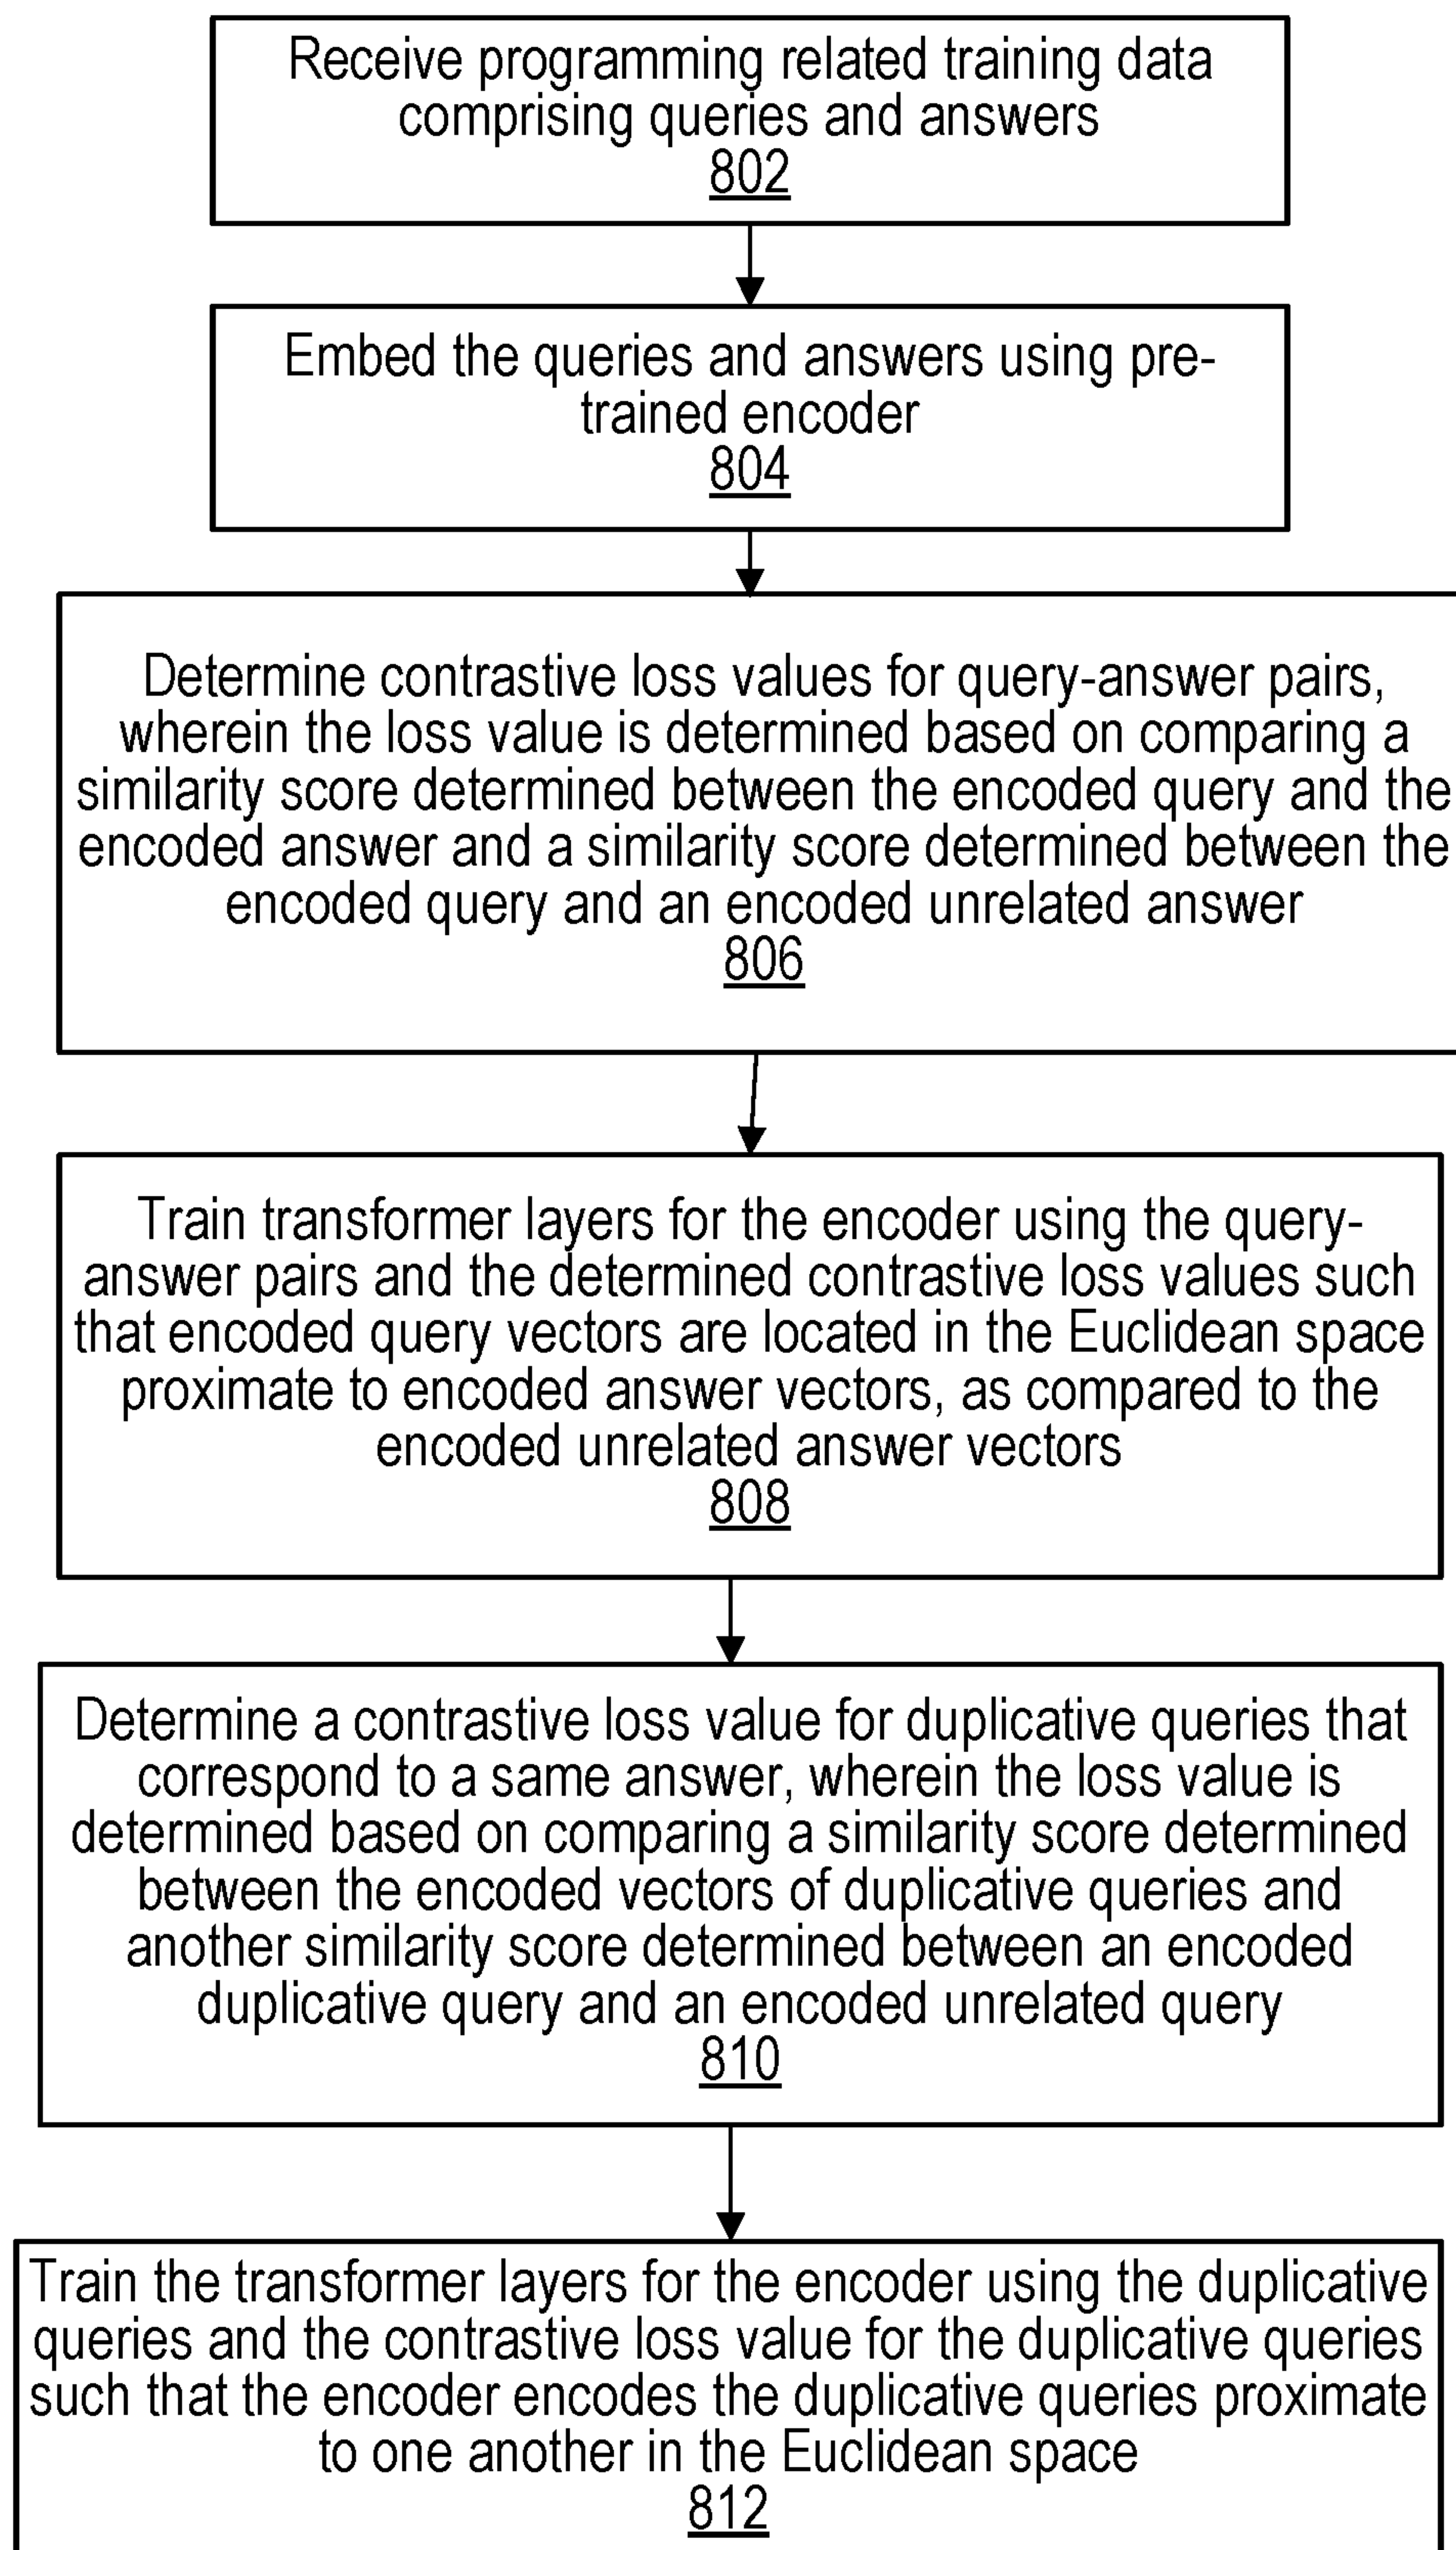 Receive programming related training data
comprising queries and answers
802
Embed the queries and answers using pre-
trained encoder
804
Determine contrastive loss values for query-answer pairs,
wherein the loss value is determined based on comparing a
similarity score determined between the encoded query and the
encoded answer and a similarity score determined between the
encoded query and an encoded unrelated answer
806
Train transformer layers for the encoder using the query-
answer pairs and the determined contrastive loss values such
that encoded query vectors are located in the Euclidean space
proximate to encoded answer vectors, as compared to the
encoded unrelated answer vectors
808
Determine a contrastive loss value for duplicative queries that
correspond to a same answer, wherein the loss value is
determined based on comparing a similarity score determined
between the encoded vectors of duplicative queries and
another similarity score determined between an encoded
duplicative query and an encoded unrelated query
810
Train the transformer layers for the encoder using the duplicative
queries and the contrastive loss value for the duplicative queries
such that the encoder encodes the duplicative queries proximate
to one another in the Euclidean space
812